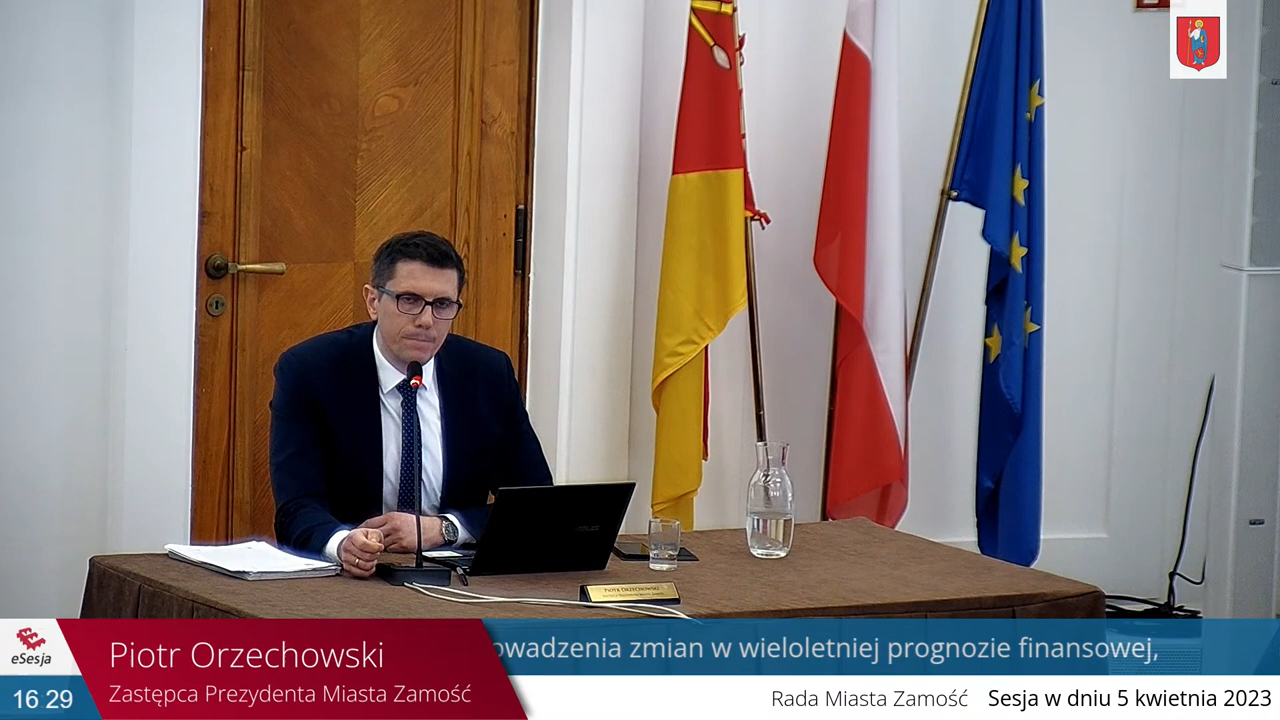 PIOTR ORZECHOWSKI
eSesja
16 29
Piotr Orzechowski
Zastępca Prezydenta Miasta Zamość
owadzenia zmian w wieloletniej prognozie finansowej,
Rada Miasta Zamość Sesja w dniu 5 kwietnia 2023